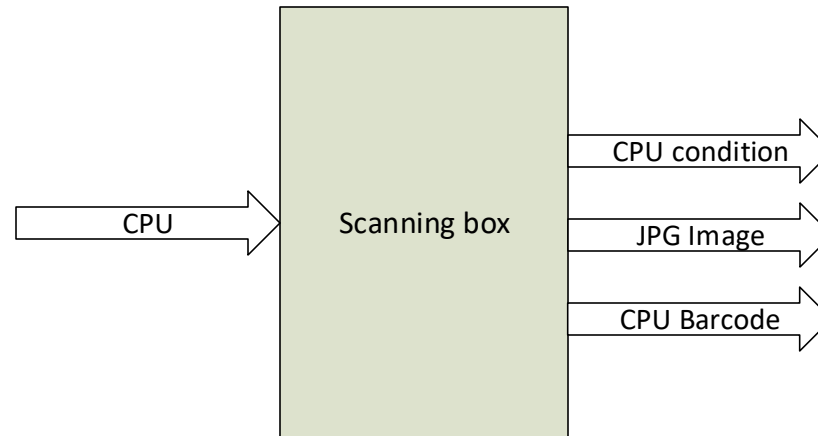 CPU
Scanning box
CPU condition
JPG Image
CPU Barcode